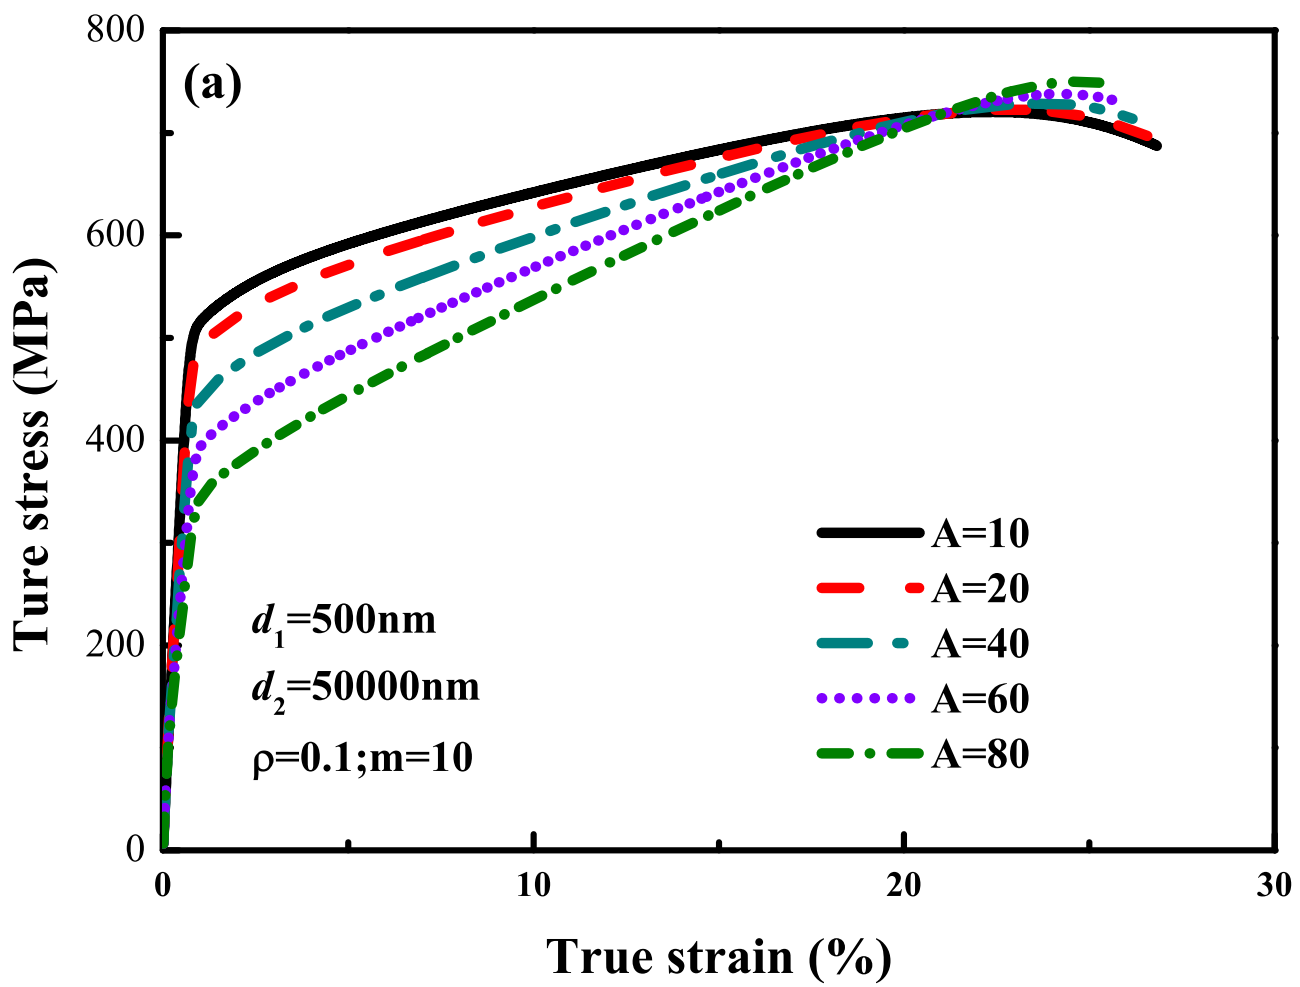 800
(a)
600
400
200
0
Ture stress (MPa)
A=10
A=20
A=40
A=60
A=80
d1=500nm
d2=50000nm
ρ=0.1;m=10
0 10 20 30
True strain (%)